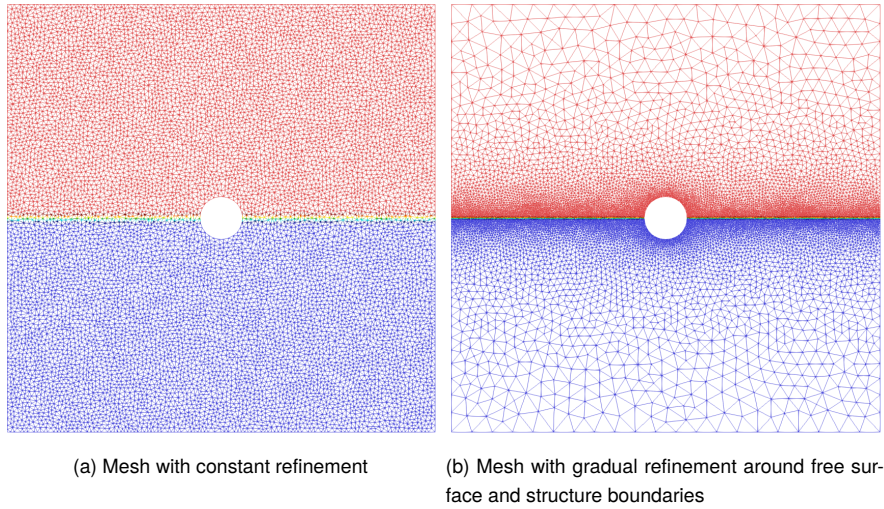 (a) Mesh with constant refinement
(b) Mesh with gradual refinement around free sur-
face and structure boundaries